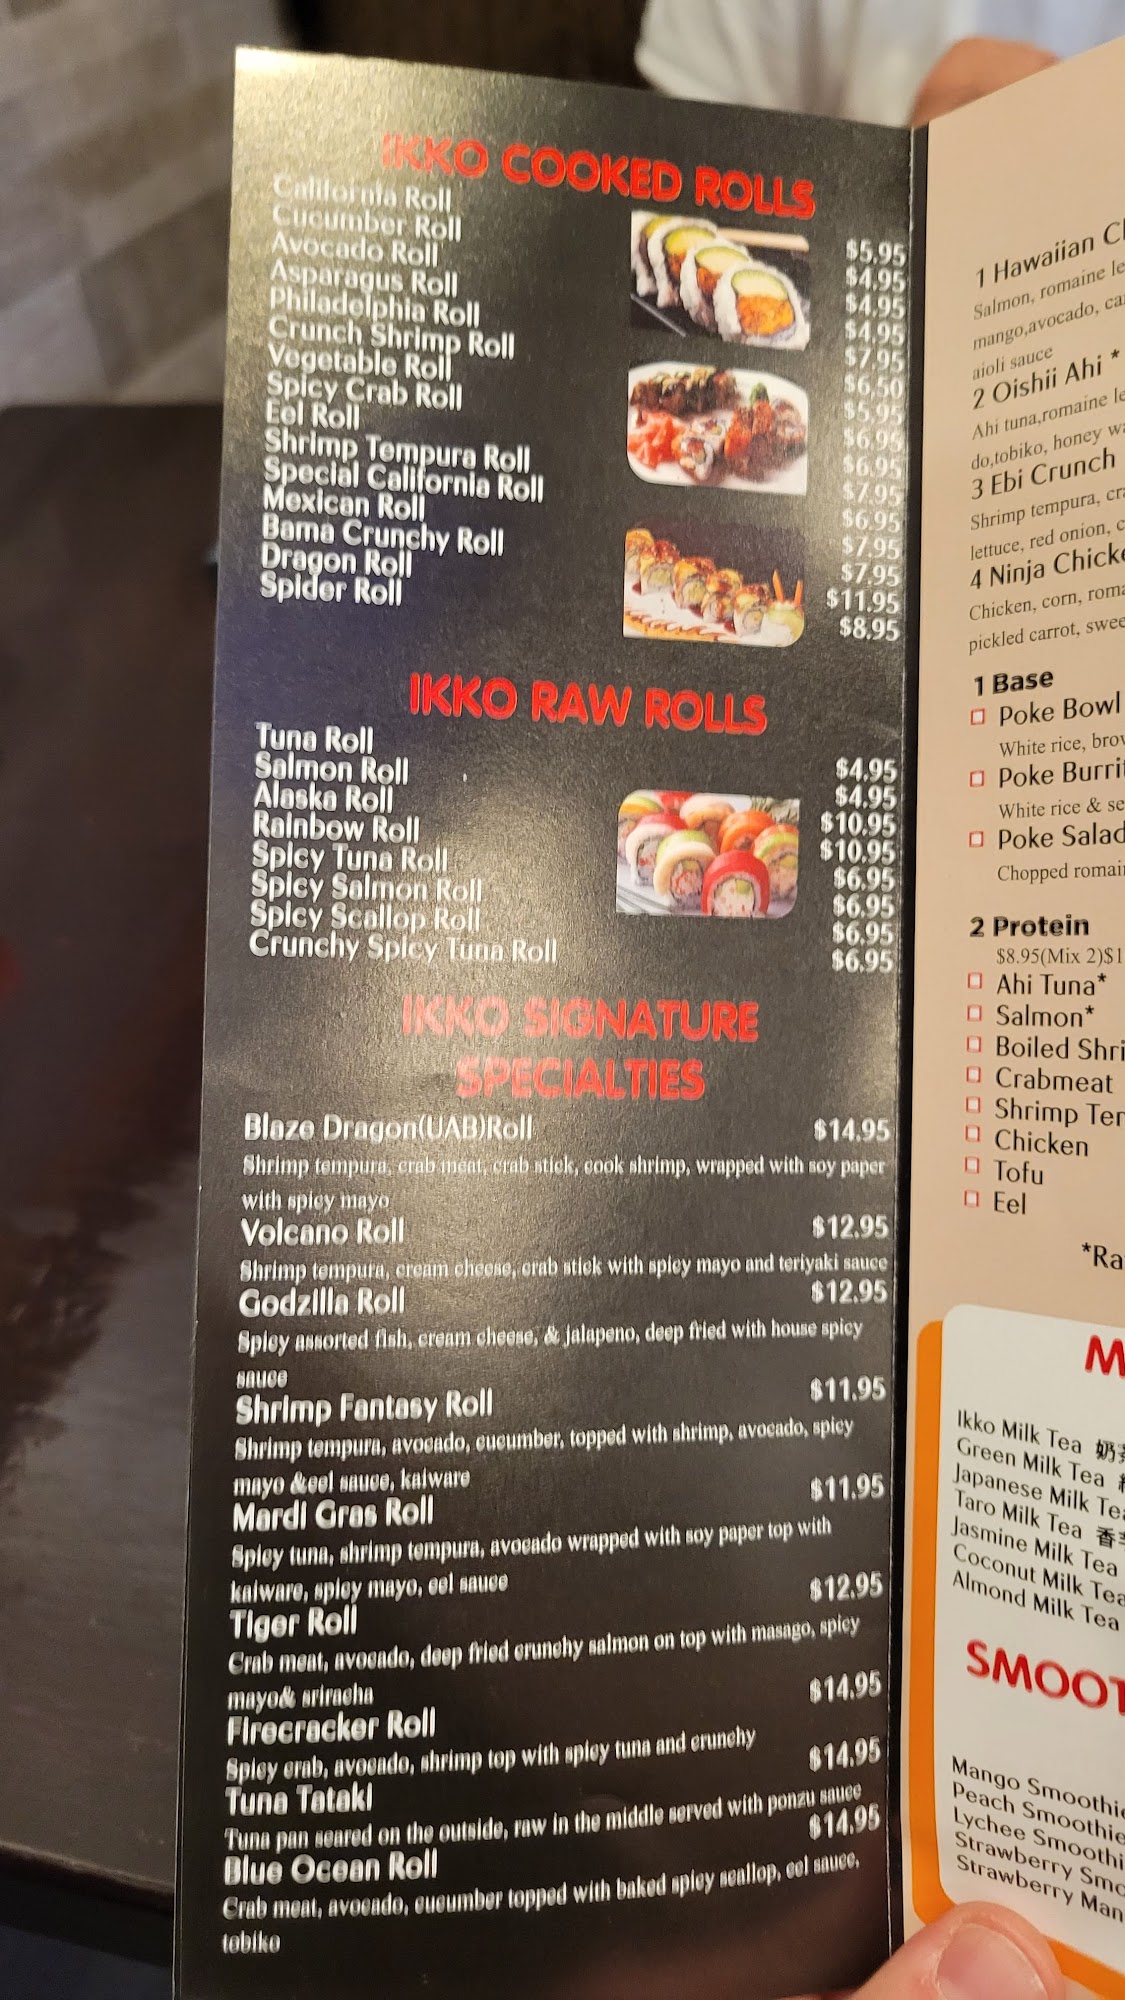 IKKO COOKED ROLLS
California Roll $5.95
Cucumber Roll $4.95
Avocado Roll $4.95
Asparagus Roll $4.95
Philadelphia Roll $7.95
Crunch Shrimp Roll $6.50
Vegetable Roll $5.95
Spicy Crab Roll $6.95
Eel Roll $6.95
Shrimp Tempura Roll $7.95
Special California Roll $6.95
Mexican Roll $7.95
Bama Crunchy Roll $7.95
Dragon Roll $11.95
Spider Roll $8.95
IKKO RAW ROLLS
Tuna Roll $4.95
Salmon Roll $4.95
Alaska Roll $10.95
Rainbow Roll $10.95
Spicy Tuna Roll $6.95
Spicy Salmon Roll $6.95
Spicy Scallop Roll $6.95
Crunchy Spicy Tuna Roll $6.95
IKKO SIGNATURE
SPECIALTIES
Blaze Dragon(UAB)Roll $14.95
Shrimp tempura, crab meat, crab stick, cook shrimp, wrapped with soy paper
with spicy mayo
Volcano Roll $12.95
Shrimp tempura, cream cheese, crab stick with spicy mayo and teriyaki sauce
Godzilla Roll $12.95
Spicy assorted fish, cream cheese, & jalapeno, deep fried with house spicy
sauce
Shrimp Fantasy Roll $11.95
Shrimp tempura, avocado, cucumber, topped with shrimp, avocado, spicy
mayo &eel sauce, kaiware
Mardi Gras Roll $11.95
Spicy tuna, shrimp tempura, avocado wrapped with soy paper top with
kaiware, spicy mayo, eel sauce
Tiger Roll $12.95
Crab meat, avocado, deep fried crunchy salmon on top with masago, spicy
mayo& sriracha
Firecracker Roll $14.95
Spicy crab, avocado, shrimp top with spicy tuna and crunchy
Tuna Tataki $14.95
Tuna pan seared on the outside, raw in the middle served with ponzu sauce
Blue Ocean Roll $14.95
Crab meat, avocado, cucumber topped with baked spicy scallop, eel sauce,
tobiko
1 Hawaiian
Salmon, romaine
mango,avocado,
aioli sauce
2 Oishii Ahi *
Ahi tuna,romaine
do,tobiko, honey
3 Ebi Crunch
Shrimp tempura,
lettuce, red onion,
4 Ninja
Chicken, corn,
pickled carrot,
1 Base
Poke Bowl
White rice,
Poke
White rice &
Poke Salad
Chopped
2 Protein
$8.95(Mix 2)
Ahi Tuna*
Salmon*
Boiled
Crabmeat
Shrimp
Chicken
Tofu
Eel
Ikko Milk Tea 奶
Green Milk Tea
Japanese Milk
Taro Milk Tea 香
Jasmine Milk Tea
Coconut Milk
Almond Milk Tea
Mango
Peach
Lychee
Strawberry
Strawberry